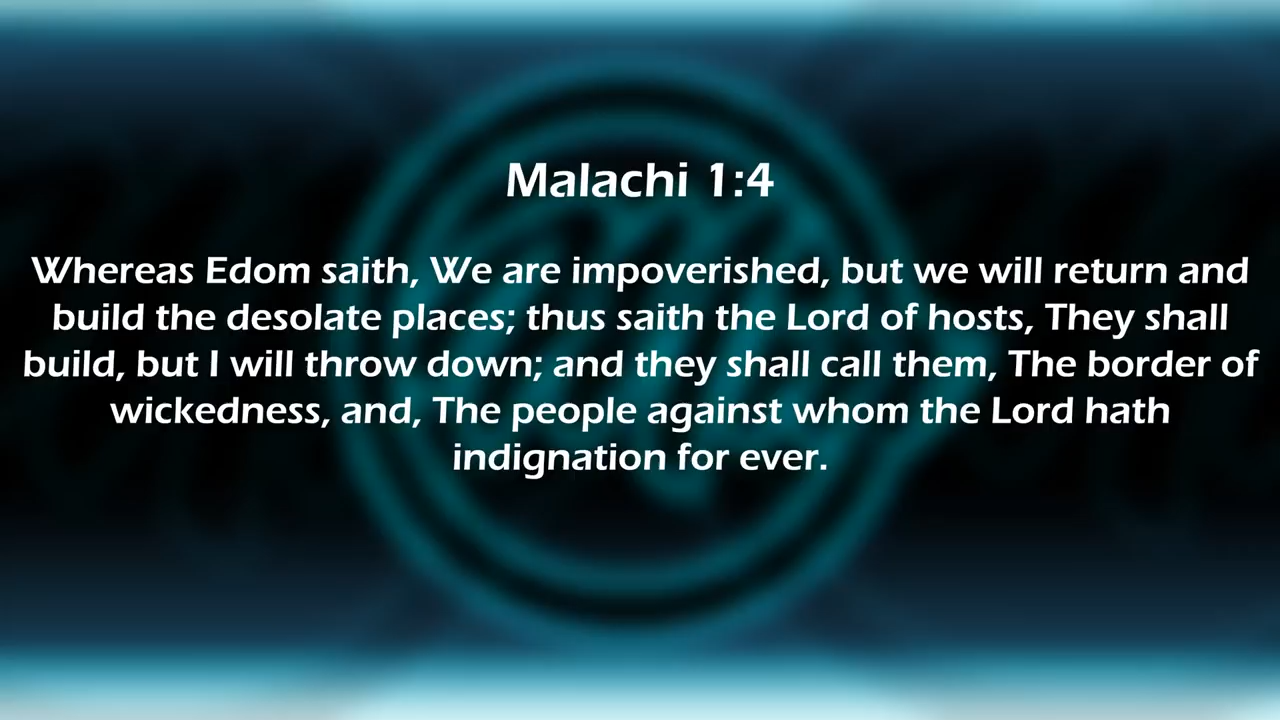 Malachi 1:4
Whereas Edom saith, We are impoverished, but we will return and
build the desolate places; thus saith the Lord of hosts, They shall
build, but I will throw down; and they shall call them, The border of
wickedness, and, The people against whom the Lord hath
indignation for ever.